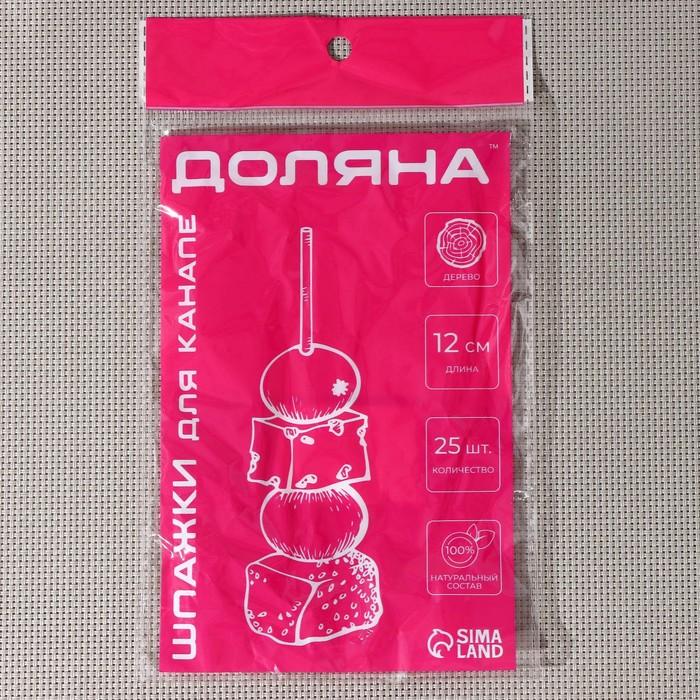 ДОЛЯНА™
ШПАЖКИ ДЛЯ КАНАПЕ
ДЕРЕВО
12 см
ДЛИНА
25 шт.
КОЛИЧЕСТВО
100%
НАТУРАЛЬНЫЙ
СОСТАВ
SIMA
LAND